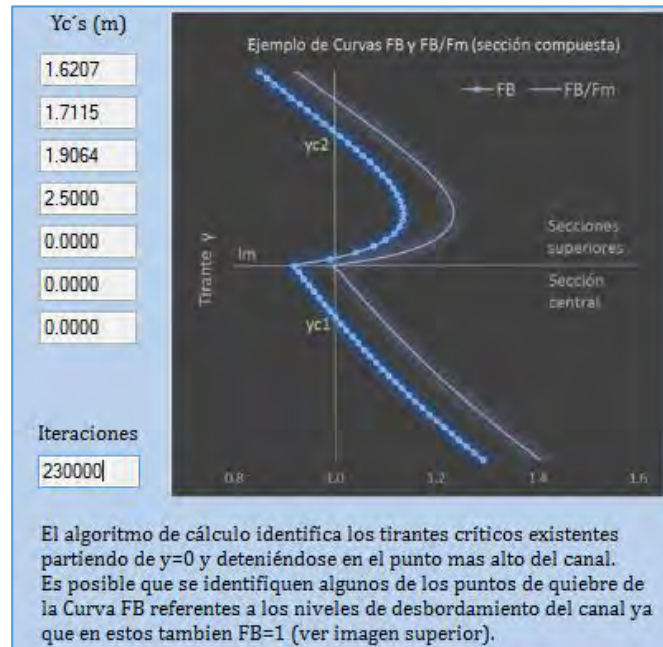 Yc´s (m)
1.6207
1.7115
1.9064
2.5000
0.0000
0.0000
0.0000
Iteraciones
230000
Ejemplo de Curvas FB y FB/Fm (sección compuesta)
FB
FB/Fm
yc2
Secciones
superiores
lm
Sección
central
yc1
Tirante y
0.8
1.0
1.2
1.4
1.6
El algoritmo de cálculo identifica los tirantes críticos existentes
partiendo de y=0 y deteniéndose en el punto mas alto del canal.
Es posible que se identifiquen algunos de los puntos de quiebre de
la Curva FB referentes a los niveles de desbordamiento del canal ya
que en estos tambien FB=1 (ver imagen superior).